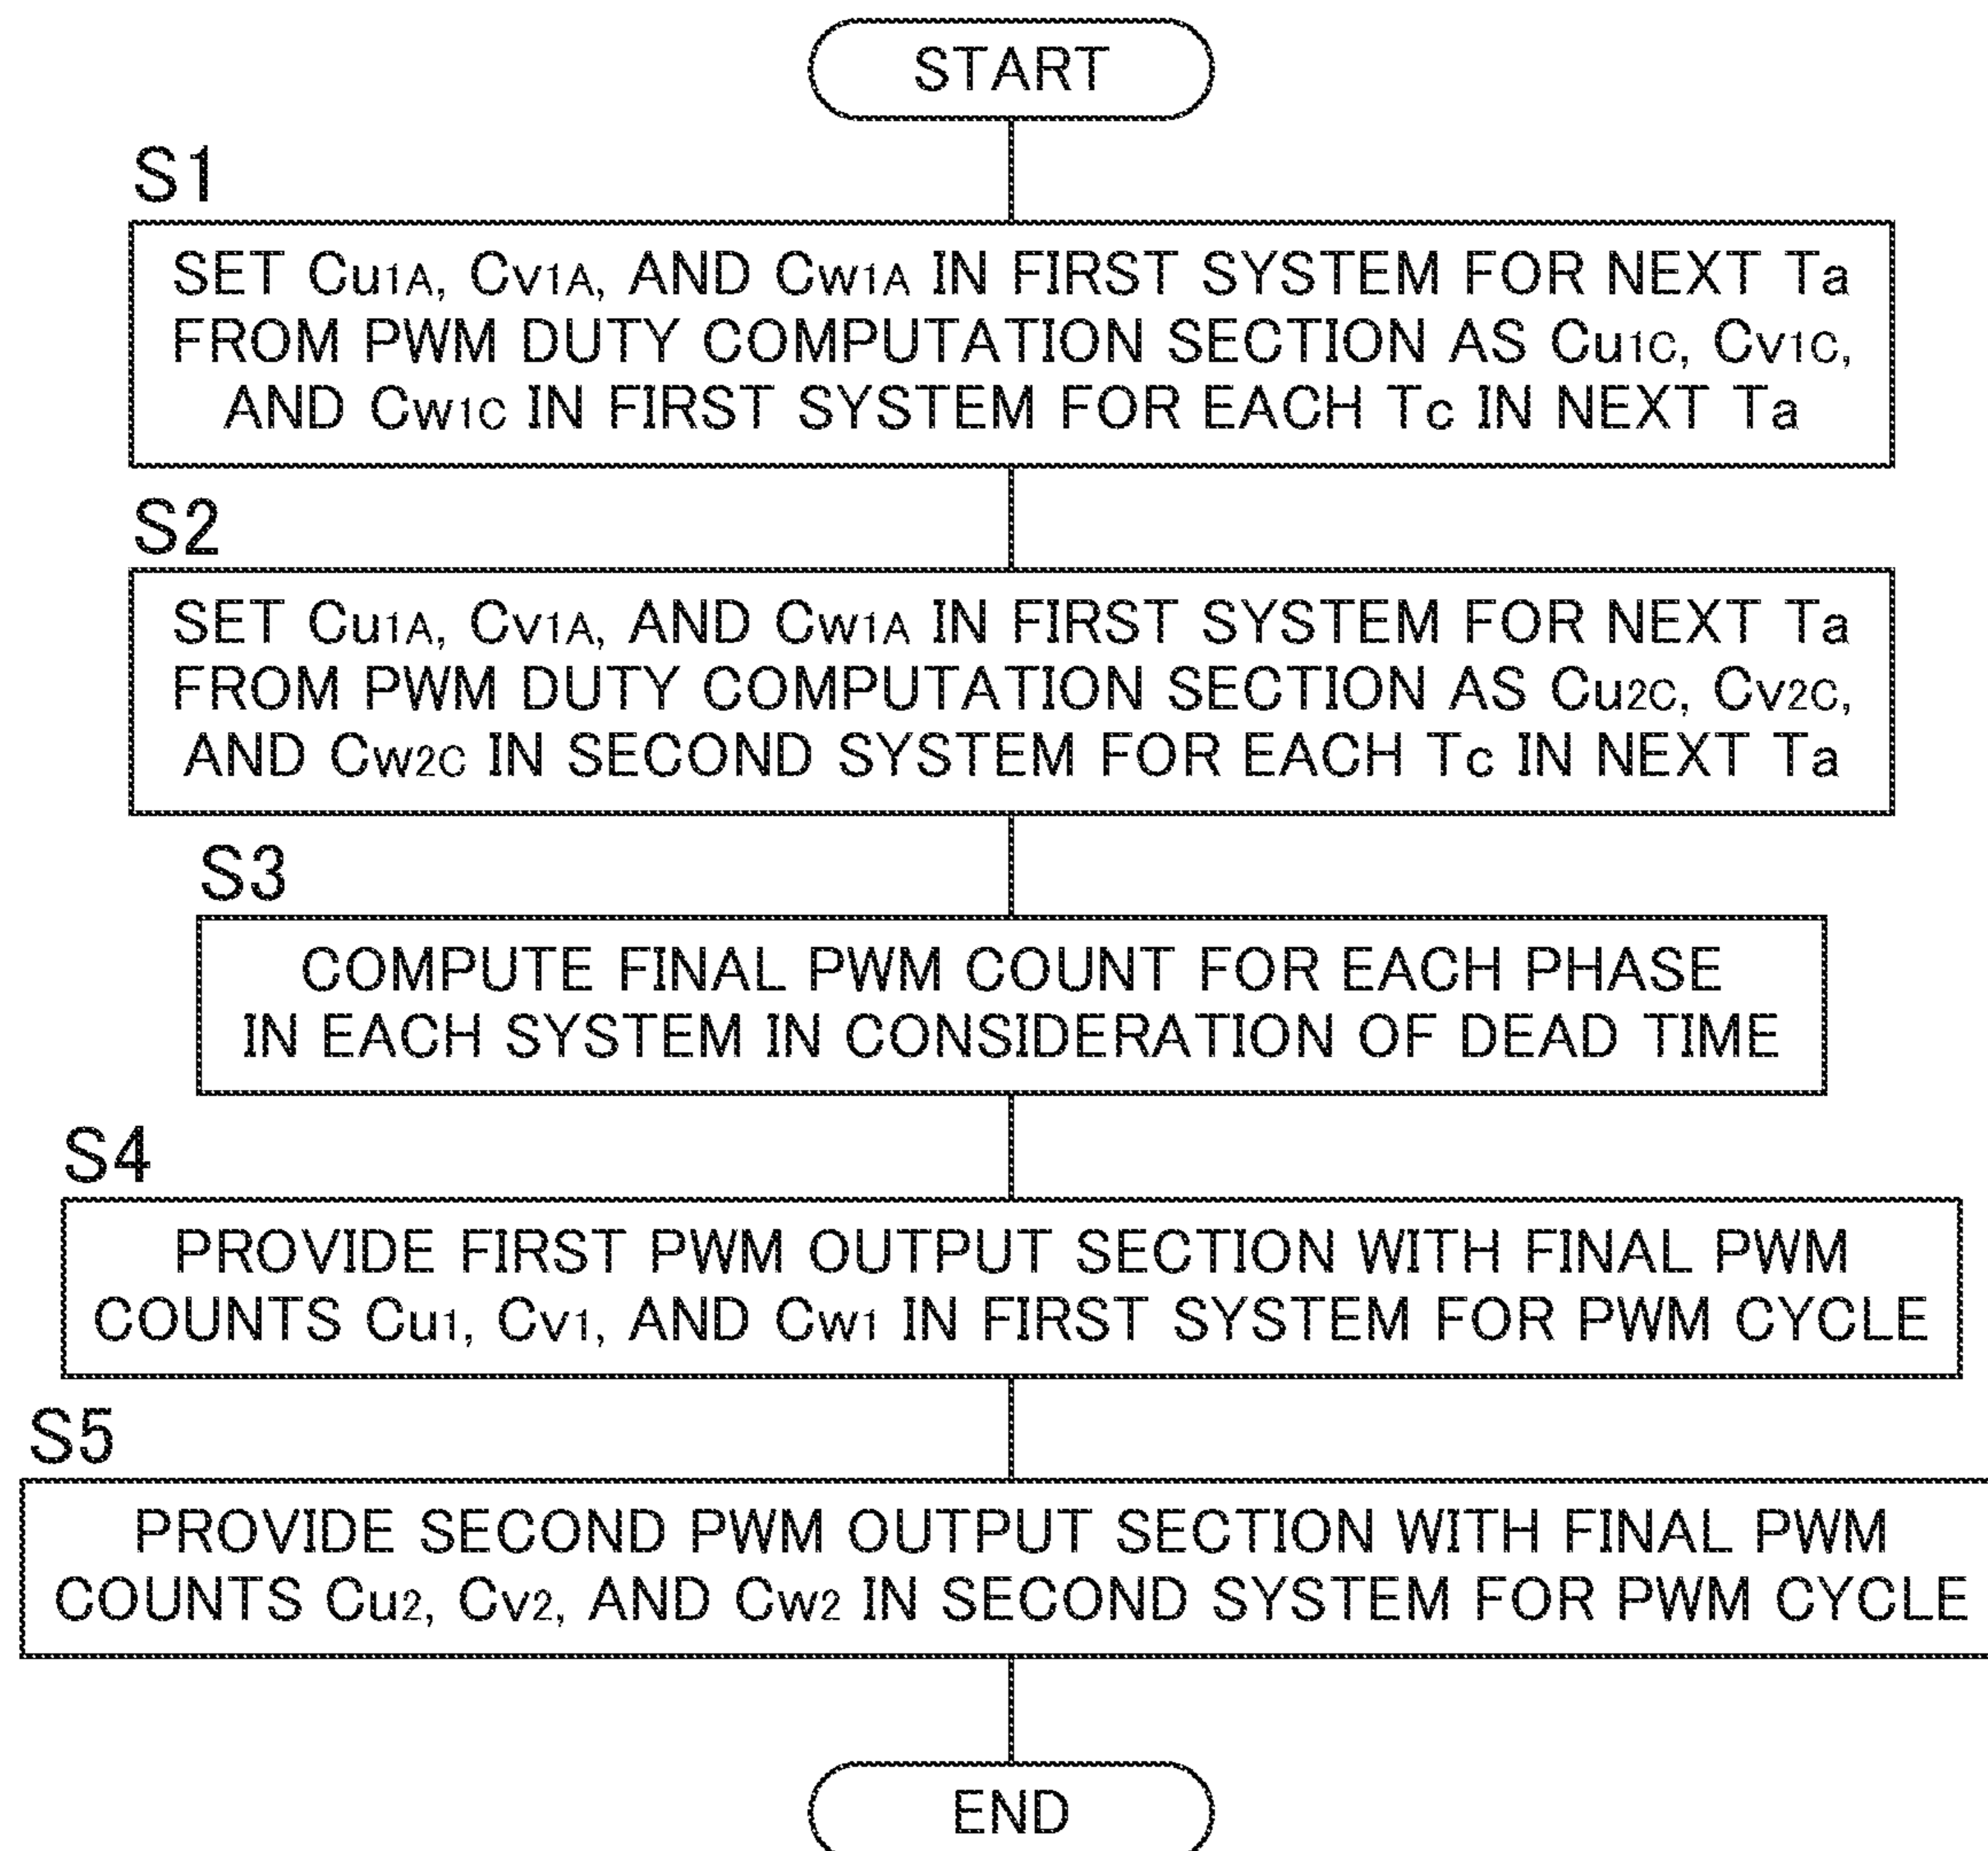 START
S1
SET Cu1A, Cv1A, AND Cw1A IN FIRST SYSTEM FOR NEXT Ta
FROM PWM DUTY COMPUTATION SECTION AS Cu1C, Cv1C,
AND Cw1C IN FIRST SYSTEM FOR EACH Tc IN NEXT Ta
S2
SET Cu1A, Cv1A, AND Cw1A IN FIRST SYSTEM FOR NEXT Ta
FROM PWM DUTY COMPUTATION SECTION AS Cu2C, Cv2C,
AND Cw2C IN SECOND SYSTEM FOR EACH Tc IN NEXT Ta
S3
COMPUTE FINAL PWM COUNT FOR EACH PHASE
IN EACH SYSTEM IN CONSIDERATION OF DEAD TIME
S4
PROVIDE FIRST PWM OUTPUT SECTION WITH FINAL PWM
COUNTS Cu1, Cv1, AND Cw1 IN FIRST SYSTEM FOR PWM CYCLE
S5
PROVIDE SECOND PWM OUTPUT SECTION WITH FINAL PWM
COUNTS Cu2, Cv2, AND Cw2 IN SECOND SYSTEM FOR PWM CYCLE
END